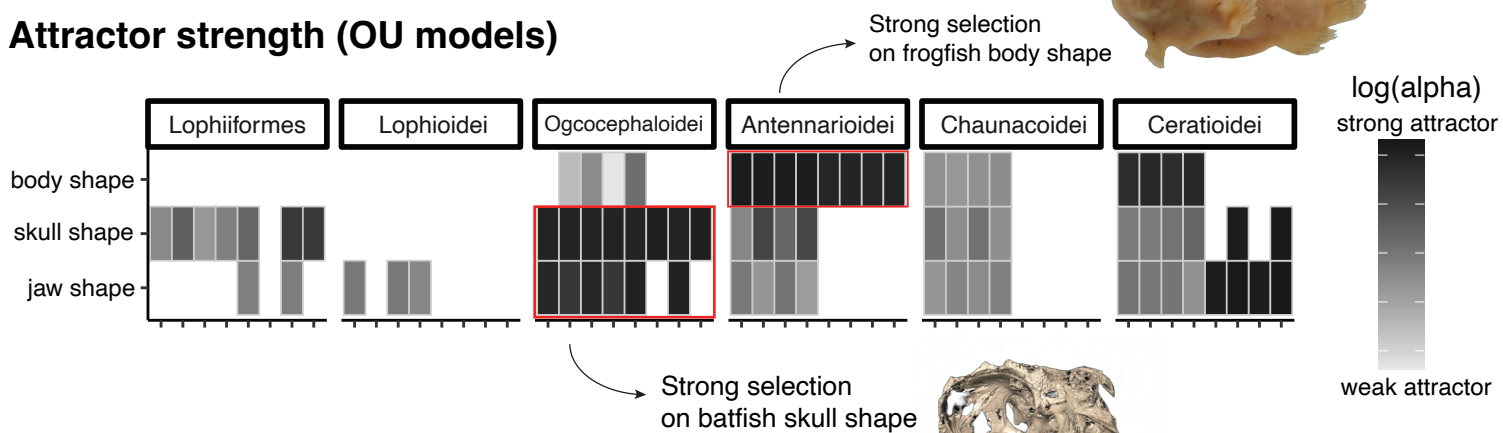 Attractor strength (OU models)
Strong selection
on frogfish body shape
log(alpha)
strong attractor
Lophiiformes
Lophioidei
Ogcocephaloidei
Antennarioidei
Chaunacoidei
Ceratioidei
body shape
skull shape
jaw shape
weak attractor
Strong selection
on batfish skull shape